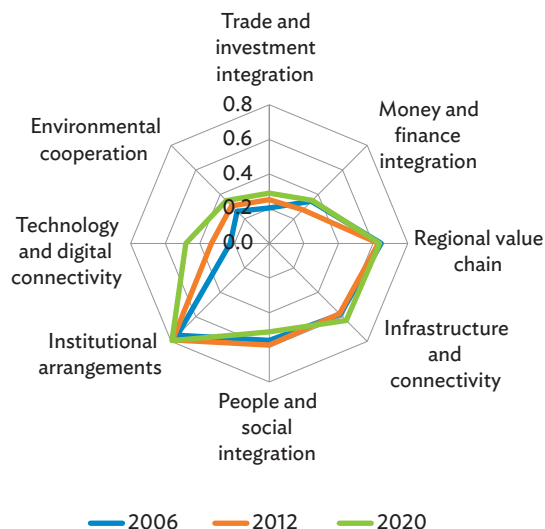 Trade and
investment
integration
0.8
0.6
0.4
0.2
0.0
Money and
finance
integration
Regional value
chain
Infrastructure
and
connectivity
People and
social
integration
Institutional
arrangements
Technology
and digital
connectivity
Environmental
cooperation
2006
2012
2020